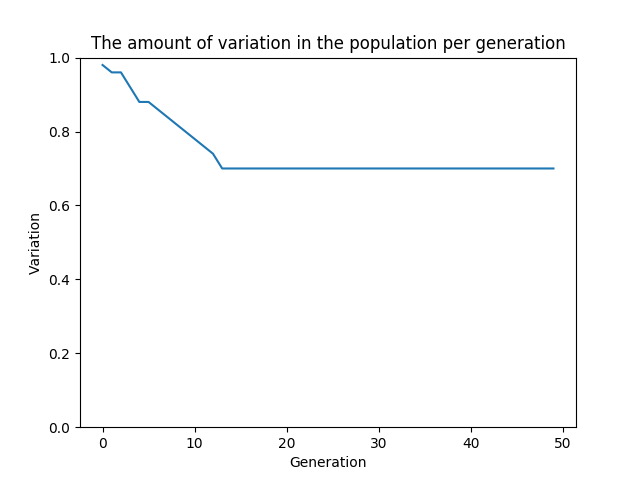 The amount of variation in the population per generation
1.0
0.8
0.6
0.4
0.2
0.0
Variation
0 10 20 30 40 50
Generation